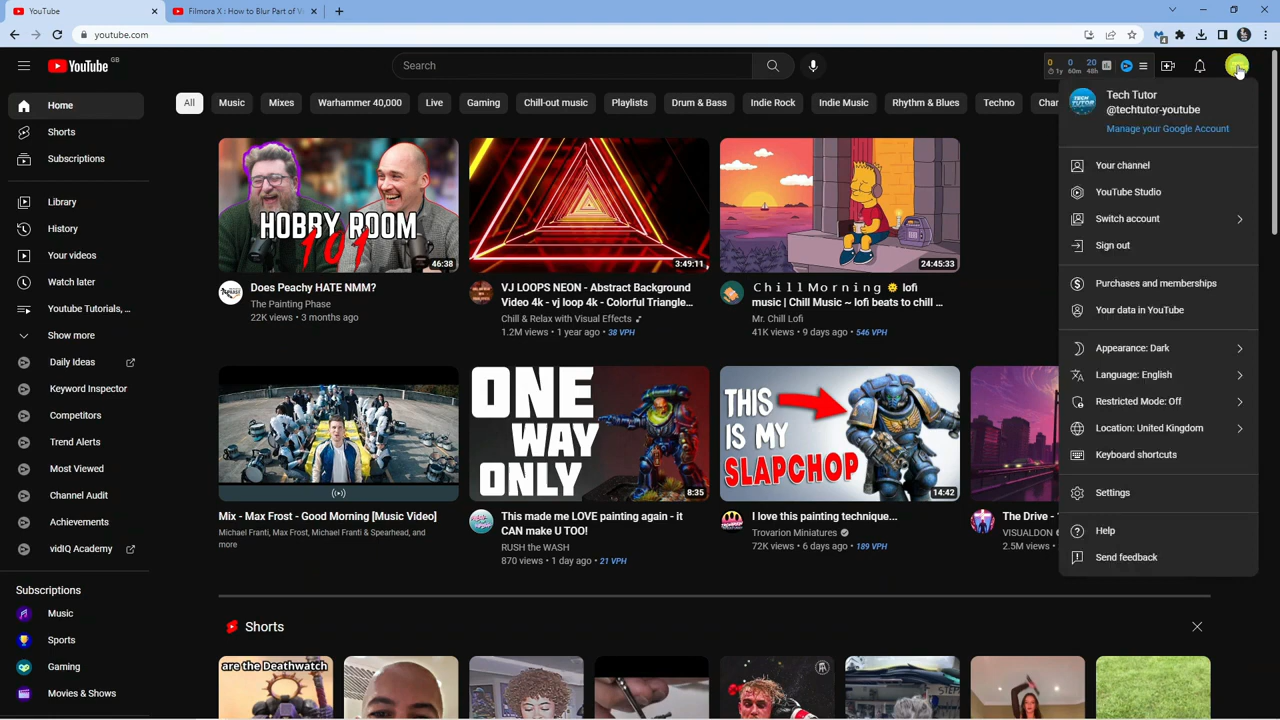 YouTube
Filmora X : How to Blur Part of V
youtube.com
YouTube GB
Search
0 0 20
1y 60m 48h
Home
Shorts
Subscriptions
Library
History
Your videos
Watch later
Youtube Tutorials, ...
Show more
Daily Ideas
Keyword Inspector
Competitors
Trend Alerts
Most Viewed
Channel Audit
Achievements
vidIQ Academy
Subscriptions
Music
Sports
Gaming
Movies & Shows
All Music Mixes Warhammer 40,000 Live Gaming Chill-out music Playlists Drum & Bass Indie Rock Indie Music Rhythm & Blues Techno Char
HOBBY ROOM
101
46:38
Does Peachy HATE NMM?
The Painting Phase
22K views • 3 months ago
3:49:11
VJ LOOPS NEON - Abstract Background
Video 4k - vj loop 4k - Colorful Triangle...
Chill & Relax with Visual Effects
1.2M views • 1 year ago • 38 VPH
24:45:33
C h i l l M o r n i n g 🌞 lofi
music | Chill Music ~ lofi beats to chill ...
Mr. Chill Lofi
41K views • 9 days ago • 546 VPH
Mix - Max Frost - Good Morning [Music Video]
Michael Franti, Max Frost, Michael Franti & Spearhead, and
more
ONE
WAY
ONLY
8:35
This made me LOVE painting again - it
CAN make U TOO!
RUSH the WASH
870 views • 1 day ago • 21 VPH
THIS
IS MY
SLAPCHOP
14:42
I love this painting technique...
Trovarion Miniatures
72K views • 6 days ago • 189 VPH
The Drive -
VISUALDON
2.5M views
Shorts
are the Deathwatch
Tech Tutor
@techtutor-youtube
Manage your Google Account
Your channel
YouTube Studio
Switch account
Sign out
Purchases and memberships
Your data in YouTube
Appearance: Dark
Language: English
Restricted Mode: Off
Location: United Kingdom
Keyboard shortcuts
Settings
Help
Send feedback